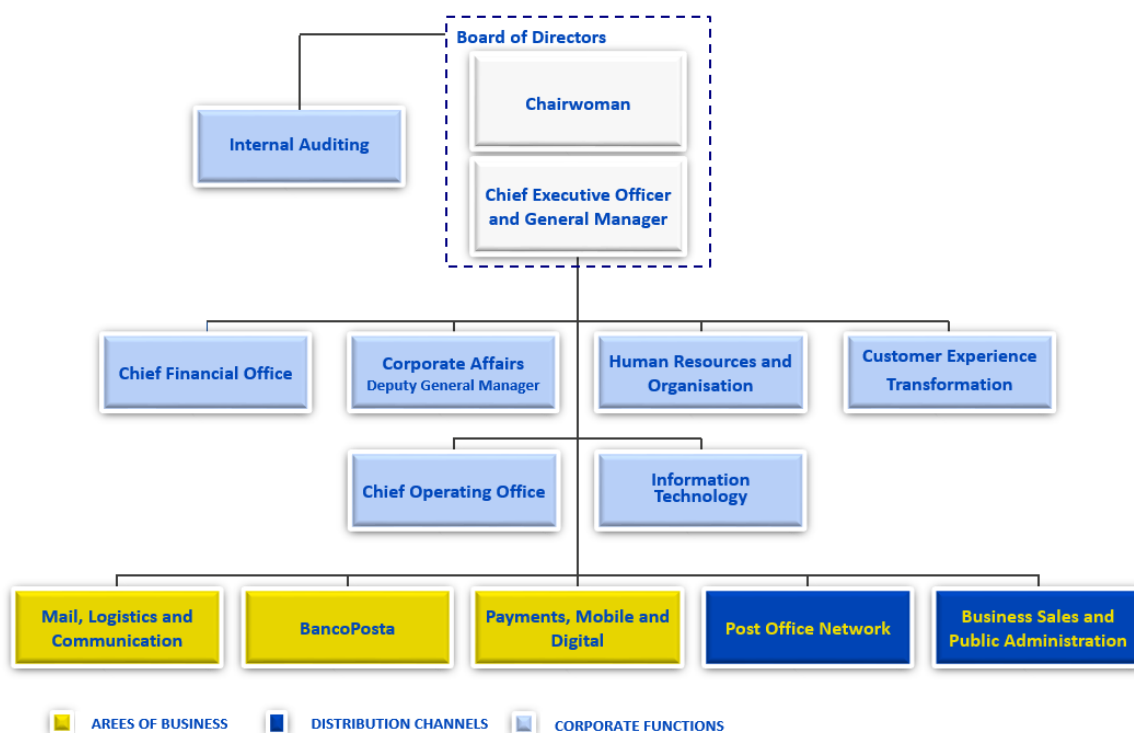 Board of Directors
Chairwoman
Internal Auditing
Chief Executive Officer
and General Manager
Chief Financial Office
Corporate Affairs
Deputy General Manager
Human Resources and
Organisation
Customer Experience
Transformation
Chief Operating Office
Information
Technology
Mail, Logistics and
Communication
BancoPosta
Payments, Mobile and
Digital
Post Office Network
Business Sales and
Public Administration
AREES OF BUSINESS
DISTRIBUTION CHANNELS
CORPORATE FUNCTIONS